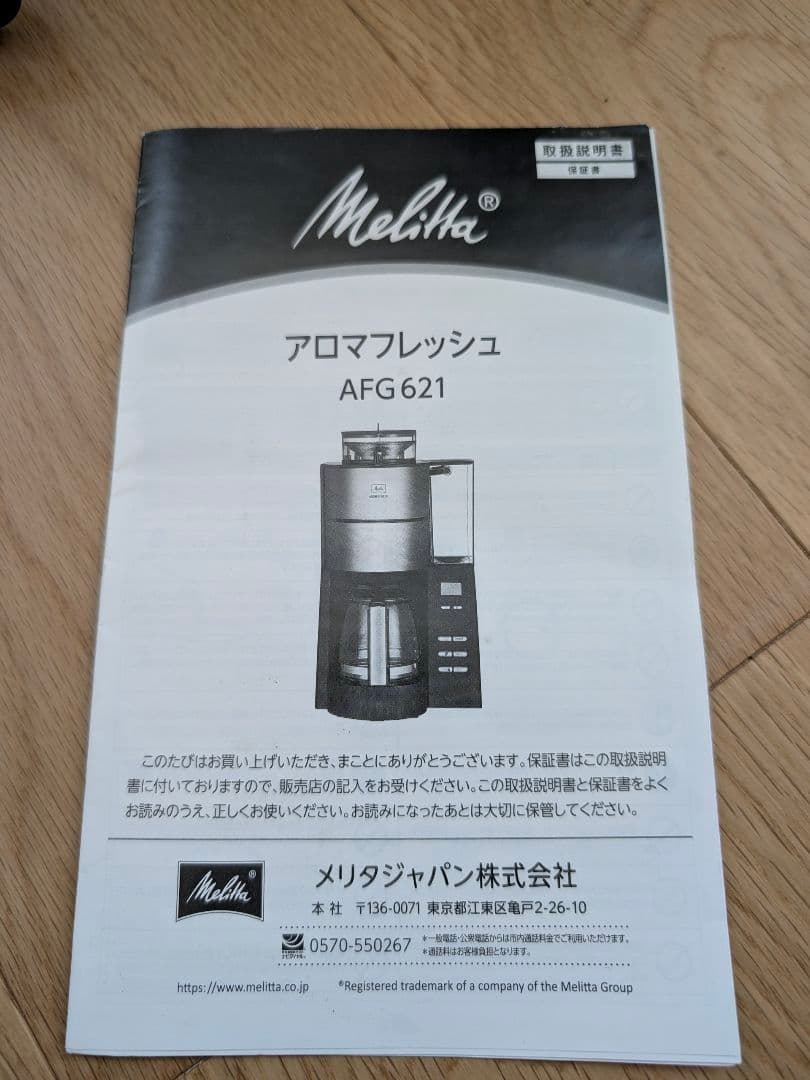 取扱説明書
保証書
Melitta®
アロマフレッシュ
AFG621
このたびはお買い上げいただき、まことにありがとうございます。保証書はこの取扱説明
書に付いておりますので、販売店の記入をお受けください。この取扱説明書と保証書をよく
お読みのうえ、正しくお使いください。お読みになったあとは大切に保管してください。
Melitta®
メリタジャパン株式会社
本 社 〒136-0071 東京都江東区亀戸2-26-10
0570-550267
*一般電話・公衆電話からは市内通話料金でご利用いただけます。
*通話料はお客様負担となります。
https://www.melitta.co.jp
®Registered trademark of a company of the Melitta Group